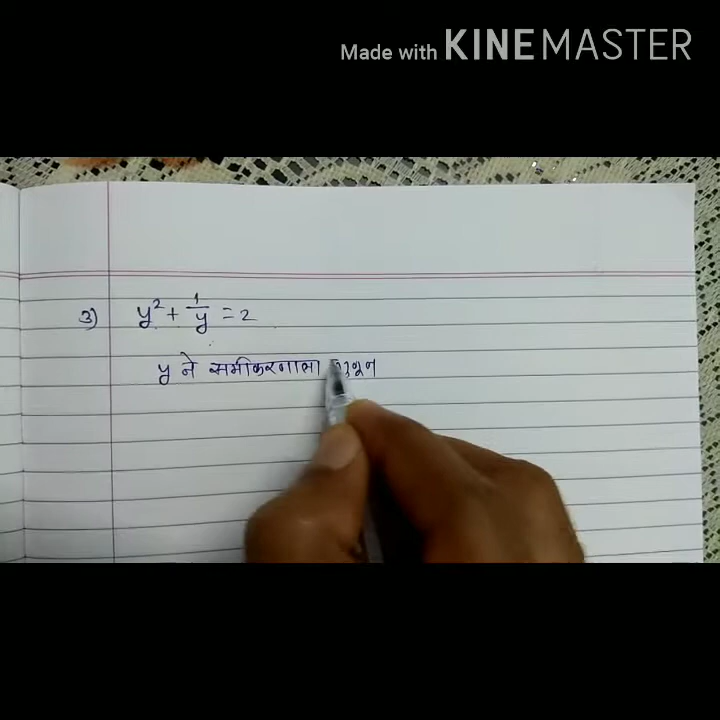 Made with KINEMASTER
3) y² + 1/y = 2
y ने समीकरणाला गुणून